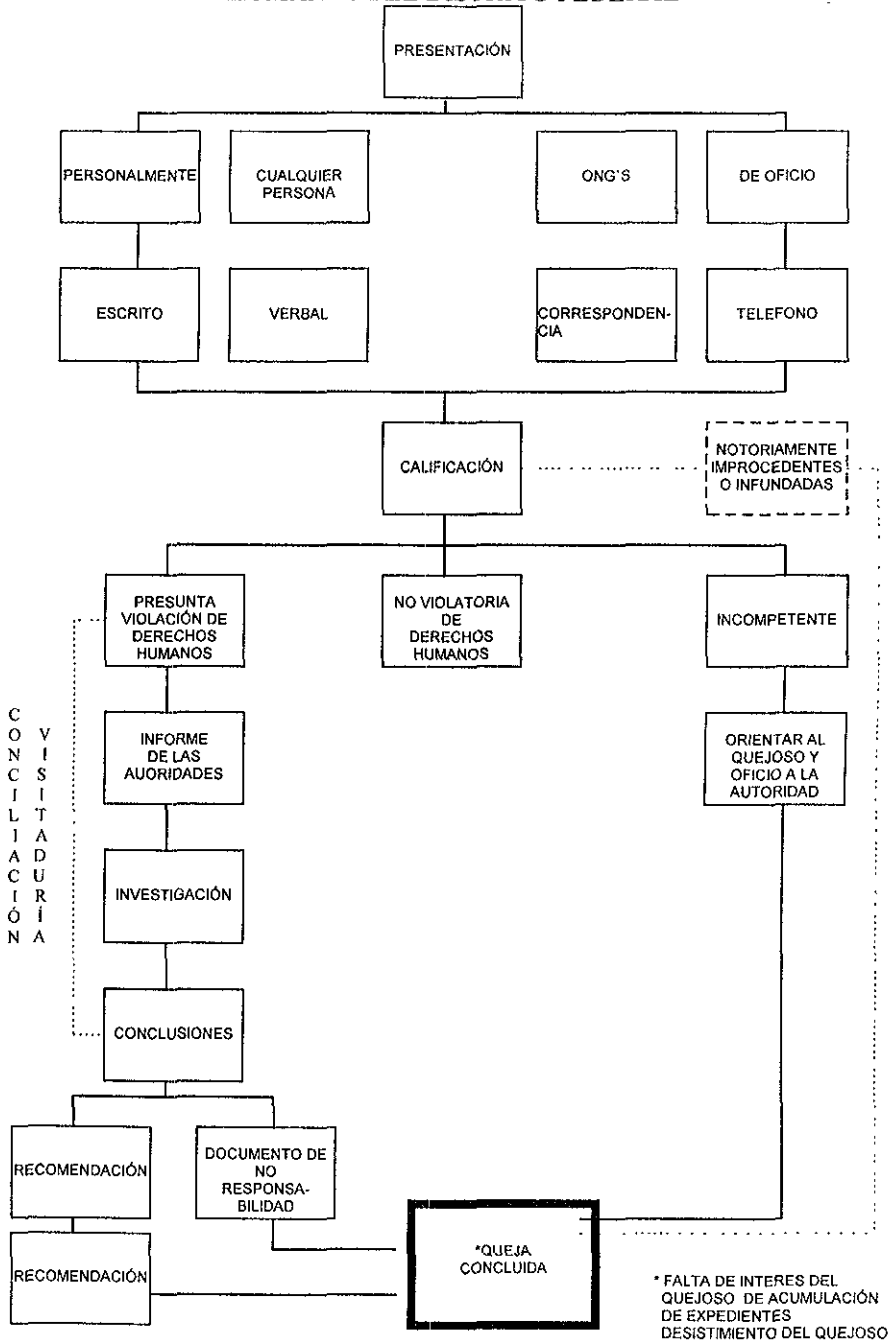 PRESENTACIÓN
PERSONALMENTE
CUALQUIER
PERSONA
ONG'S
DE OFICIO
ESCRITO
VERBAL
CORRESPONDEN-
CIA
TELEFONO
CALIFICACIÓN
NOTORIAMENTE
IMPROCEDENTES
O INFUNDADAS
PRESUNTA
VIOLACIÓN DE
DERECHOS
HUMANOS
NO VIOLATORIA
DE
DERECHOS
HUMANOS
INCOMPETENTE
CONCILIACIÓN
VISITADURÍA
INFORME
DE LAS
AUORIDADES
ORIENTAR AL
QUEJOSO Y
OFICIO A LA
AUTORIDAD
INVESTIGACIÓN
CONCLUSIONES
RECOMENDACIÓN
DOCUMENTO DE
NO
RESPONSA-
BILIDAD
RECOMENDACIÓN
*QUEJA
CONCLUIDA
* FALTA DE INTERES DEL
QUEJOSO DE ACUMULACIÓN
DE EXPEDIENTES
DESISTIMIENTO DEL QUEJOSO